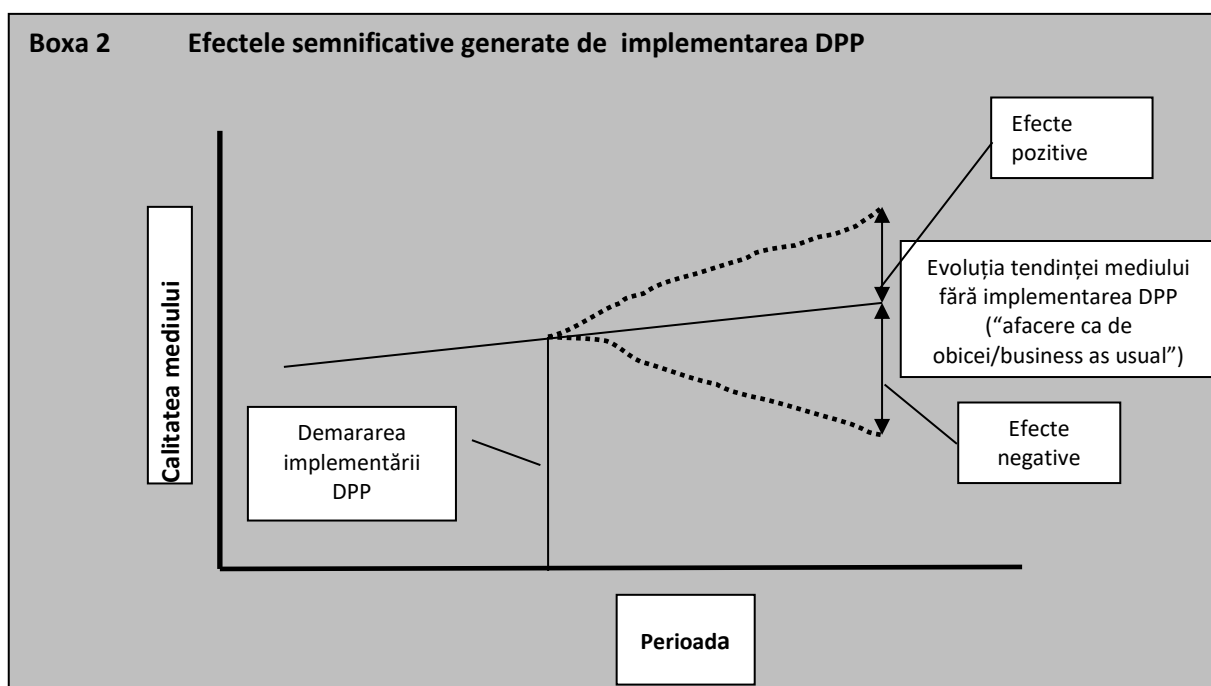 Boxa 2 Efectele semnificative generate de implementarea DPP
Efecte
pozitive
Calitatea mediului
Evoluția tendinței mediului
fără implementarea DPP
(“afacere ca de
obicei/business as usual”)
Demararea
implementării
DPP
Efecte
negative
Perioada